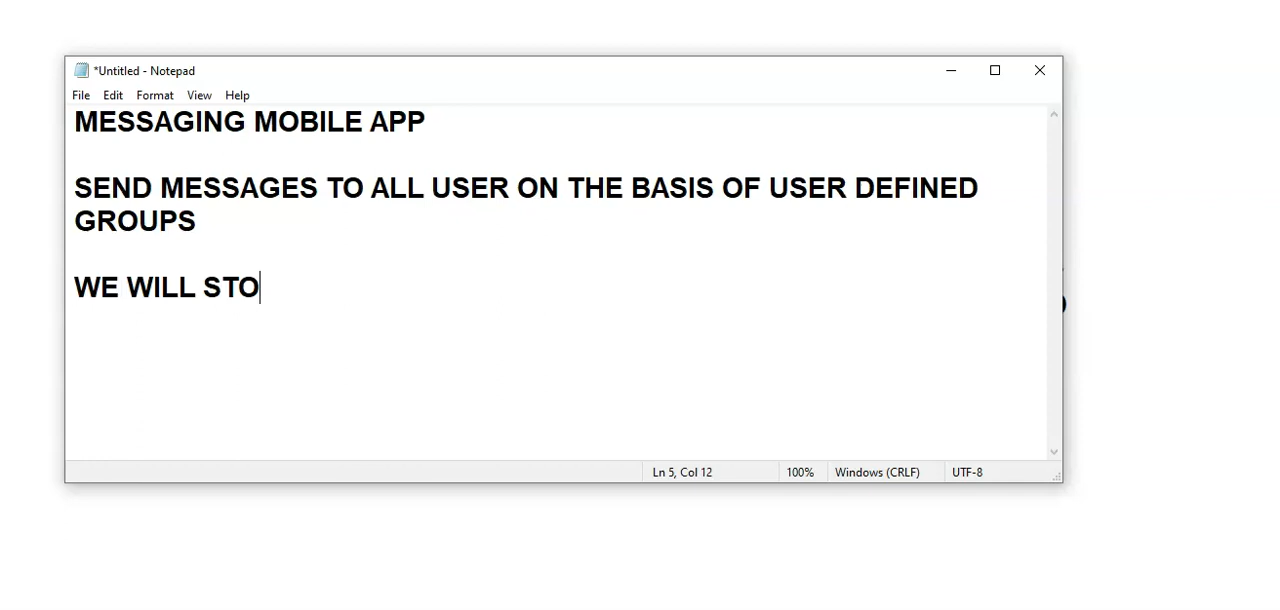 *Untitled - Notepad
File Edit Format View Help
MESSAGING MOBILE APP
SEND MESSAGES TO ALL USER ON THE BASIS OF USER DEFINED
GROUPS
WE WILL STO
Ln 5, Col 12 100% Windows (CRLF) UTF-8